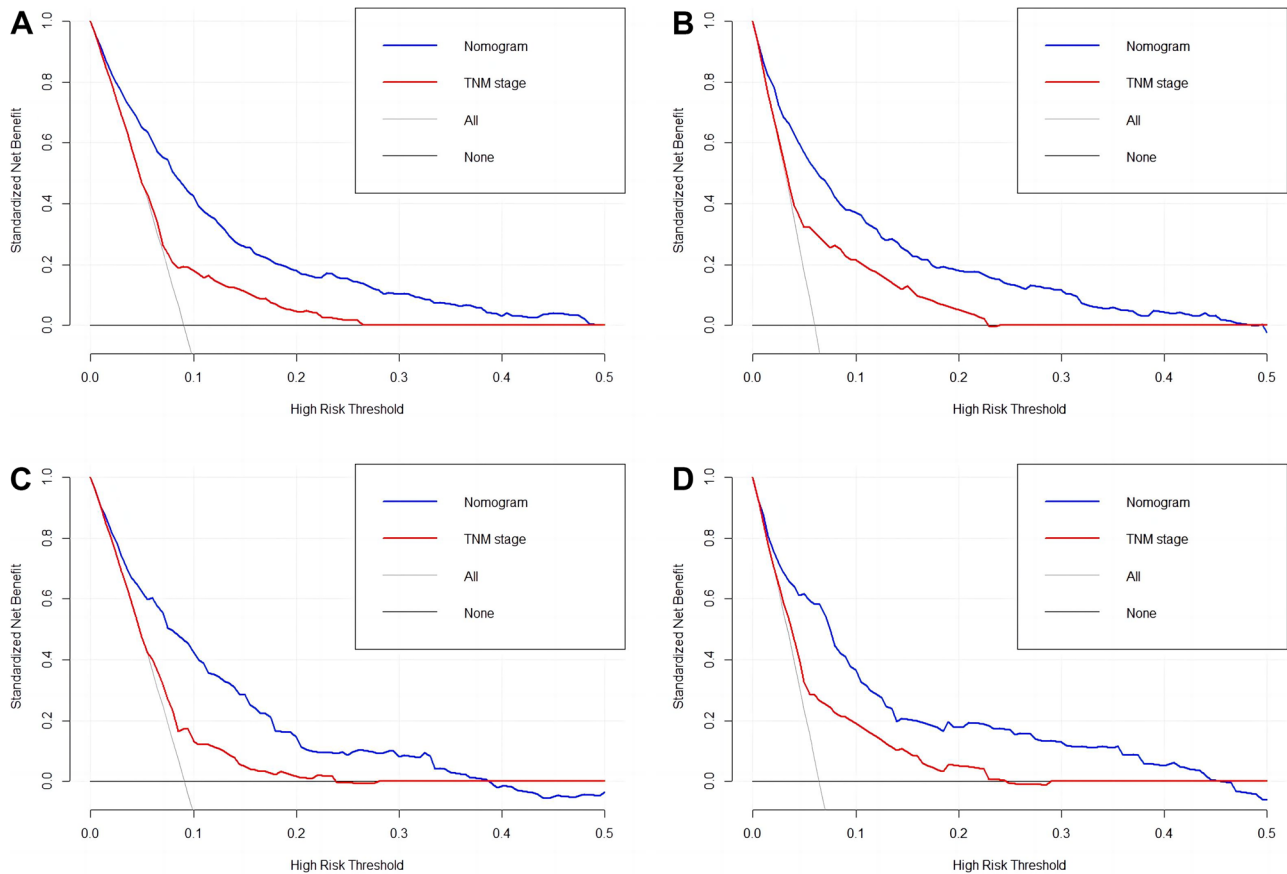 A
Standardized Net Benefit
1.0
0.8
0.6
0.4
0.2
0.0
Nomogram
TNM stage
All
None
0.0 0.1 0.2 0.3 0.4 0.5
High Risk Threshold
B
Standardized Net Benefit
1.0
0.8
0.6
0.4
0.2
0.0
Nomogram
TNM stage
All
None
0.0 0.1 0.2 0.3 0.4 0.5
High Risk Threshold
C
Standardized Net Benefit
1.0
0.8
0.6
0.4
0.2
0.0
Nomogram
TNM stage
All
None
0.0 0.1 0.2 0.3 0.4 0.5
High Risk Threshold
D
Standardized Net Benefit
1.0
0.8
0.6
0.4
0.2
0.0
Nomogram
TNM stage
All
None
0.0 0.1 0.2 0.3 0.4 0.5
High Risk Threshold